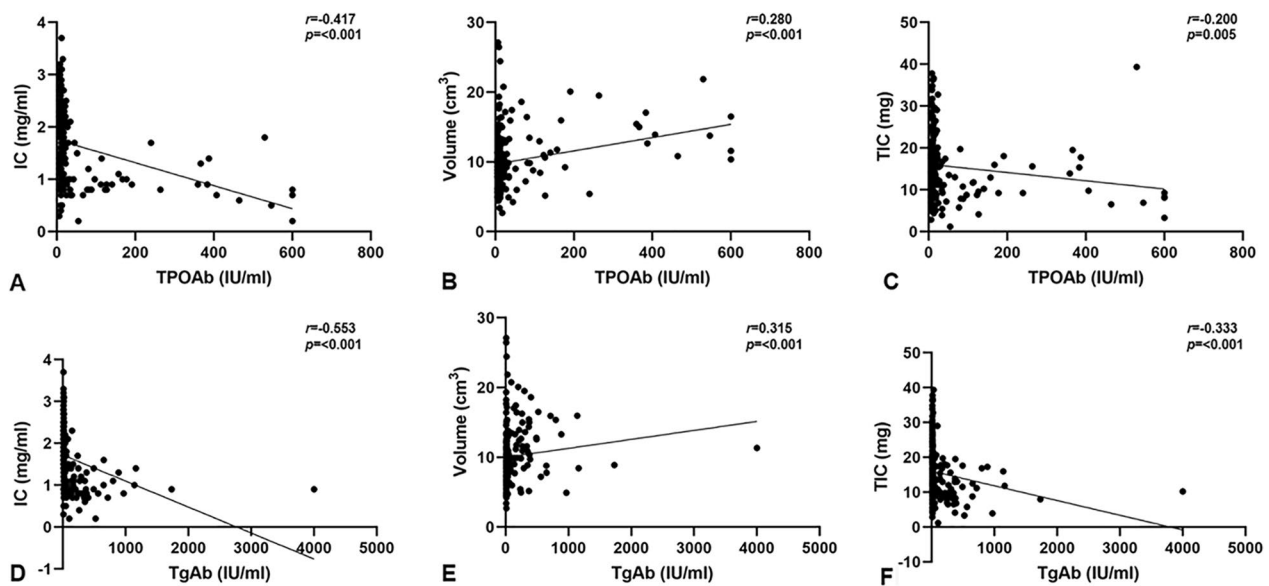 r=-0.417
p=<0.001
4
3
2
1
0
IC (mg/ml)
0 200 400 600 800
TPOAb (IU/ml)
A
r=0.280
p=<0.001
30
20
10
0
Volume (cm³)
0 200 400 600 800
TPOAb (IU/ml)
B
r=-0.200
p=0.005
50
40
30
20
10
0
TIC (mg)
0 200 400 600 800
TPOAb (IU/ml)
C
r=-0.553
p=<0.001
4
3
2
1
0
-1
IC (mg/ml)
1000 2000 3000 4000 5000
TgAb (IU/ml)
D
r=0.315
p=<0.001
30
20
10
0
Volume (cm³)
0 1000 2000 3000 4000 5000
TgAb (IU/ml)
E
r=-0.333
p=<0.001
50
40
30
20
10
0
-10
TIC (mg)
1000 2000 3000 4000 5000
TgAb (IU/ml)
F